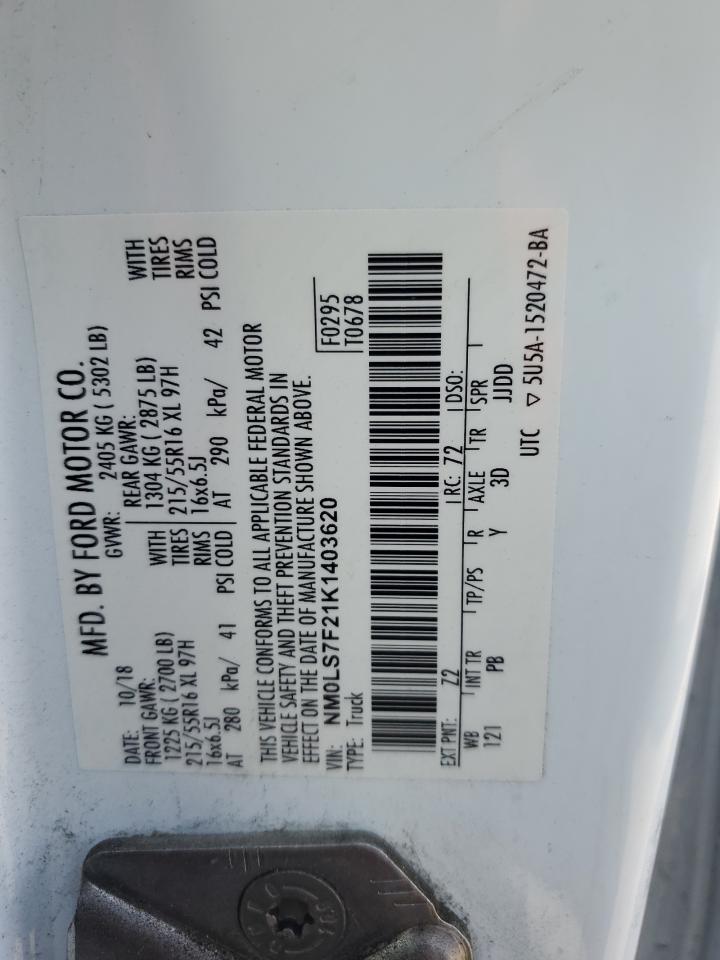 MFD. BY FORD MOTOR CO.
DATE: 10/18 GVWR: 2405 KG ( 5302 LB)
FRONT GAWR: REAR GAWR:
1225 KG ( 2700 LB) WITH 1304 KG ( 2875 LB) WITH
215/55R16 XL 97H TIRES 215/55R16 XL 97H TIRES
16x6.5J RIMS 16x6.5J RIMS
AT 280 kPa/ 41 PSI COLD AT 290 kPa/ 42 PSI COLD
THIS VEHICLE CONFORMS TO ALL APPLICABLE FEDERAL MOTOR
VEHICLE SAFETY AND THEFT PREVENTION STANDARDS IN
EFFECT ON THE DATE OF MANUFACTURE SHOWN ABOVE.
VIN: NM0LS7F21K1403620 F0295
TYPE: Truck T0678
EXT PNT: Z2 RC: 72 DSO:
WB INT TR TP/PS R AXLE TR SPR
121 PB Y 3D JJDD
UTC ▽ 5U5A-1520472-BA